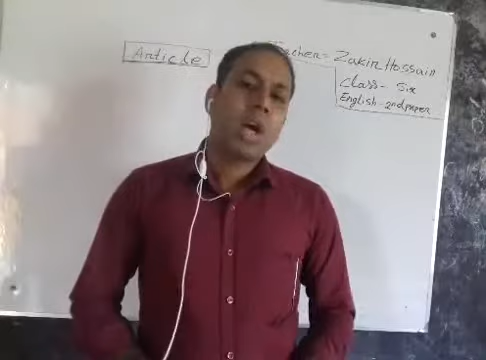 Article
Teacher = Zakir Hossain
Class - Six
English - 2nd paper